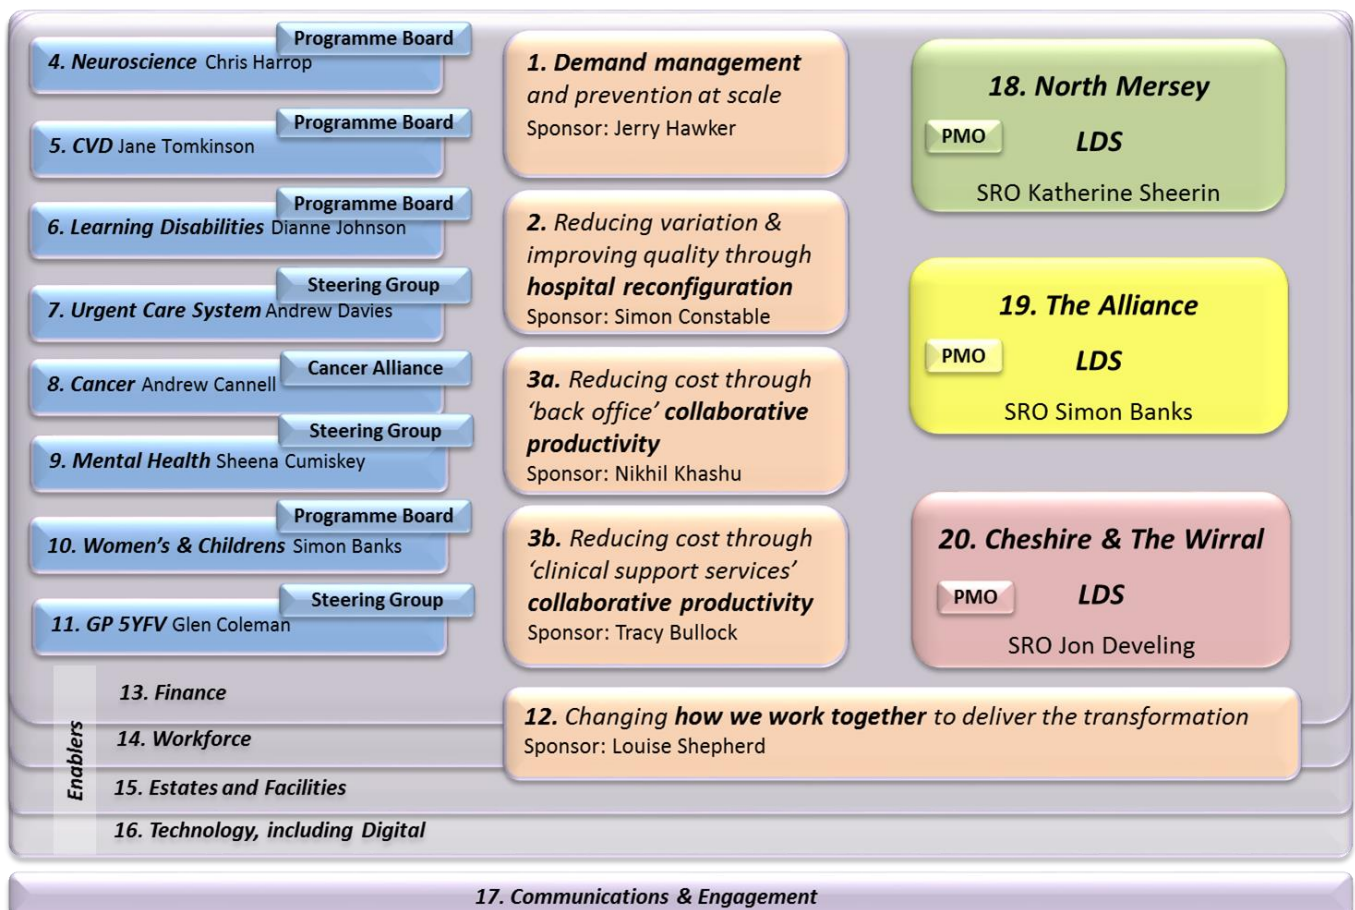 Programme Board
4. Neuroscience Chris Harrop
Programme Board
5. CVD Jane Tomkinson
Programme Board
6. Learning Disabilities Dianne Johnson
Steering Group
7. Urgent Care System Andrew Davies
Cancer Alliance
8. Cancer Andrew Cannell
Steering Group
9. Mental Health Sheena Cumiskey
Programme Board
10. Women's & Childrens Simon Banks
Steering Group
11. GP 5YFV Glen Coleman
1. Demand management
and prevention at scale
Sponsor: Jerry Hawker
2. Reducing variation &
improving quality through
hospital reconfiguration
Sponsor: Simon Constable
3a. Reducing cost through
‘back office’ collaborative
productivity
Sponsor: Nikhil Khashu
3b. Reducing cost through
‘clinical support services’
collaborative productivity
Sponsor: Tracy Bullock
18. North Mersey
PMO
LDS
SRO Katherine Sheerin
19. The Alliance
PMO
LDS
SRO Simon Banks
20. Cheshire & The Wirral
PMO
LDS
SRO Jon Develing
12. Changing how we work together to deliver the transformation
Sponsor: Louise Shepherd
Enablers
13. Finance
14. Workforce
15. Estates and Facilities
16. Technology, including Digital
17. Communications & Engagement